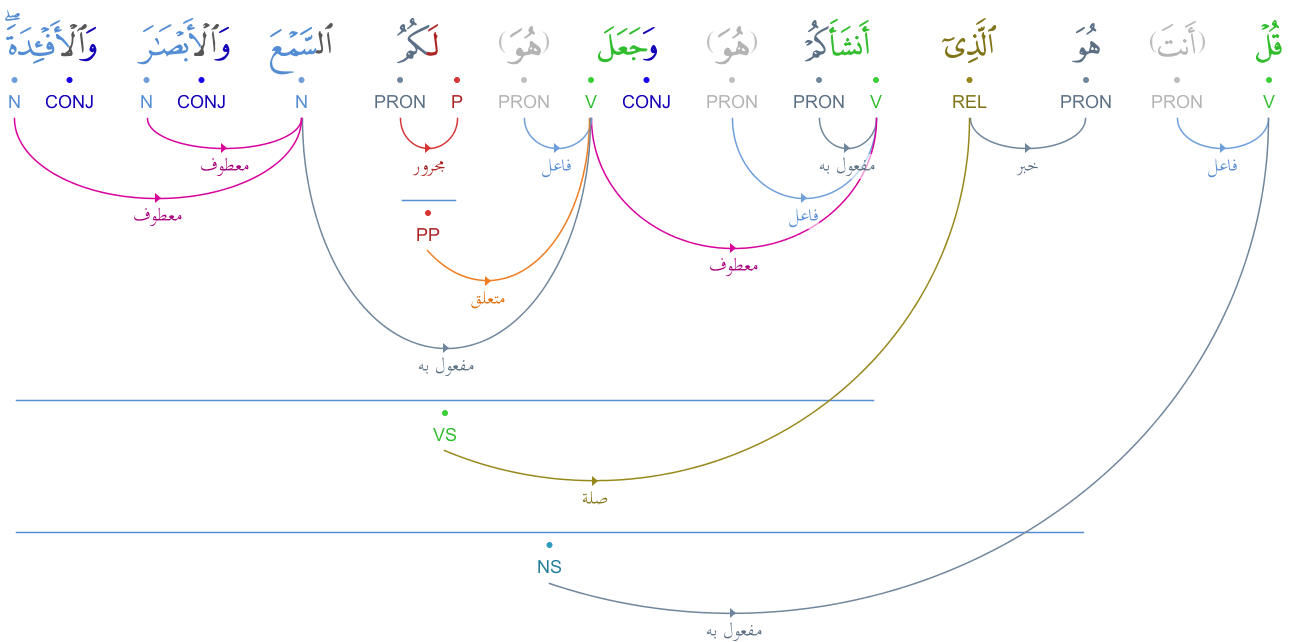 قُلْ (أَنتَ) هُوَ ٱلَّذِىٓ أَنشَأَكُمْ (هُوَ) وَجَعَلَ (هُوَ) لَكُمُ ٱلسَّمْعَ وَٱلْأَبْصَٰرَ وَٱلْأَفْـِٔدَةَ ۖ
N CONJ N CONJ N PRON P PRON V CONJ PRON PRON V REL PRON PRON V
معطوف مجرور فاعل مفعول به خبر فاعل
معطوف فاعل
PP
معطوف
متعلق
مفعول به
VS
صلة
NS
مفعول به